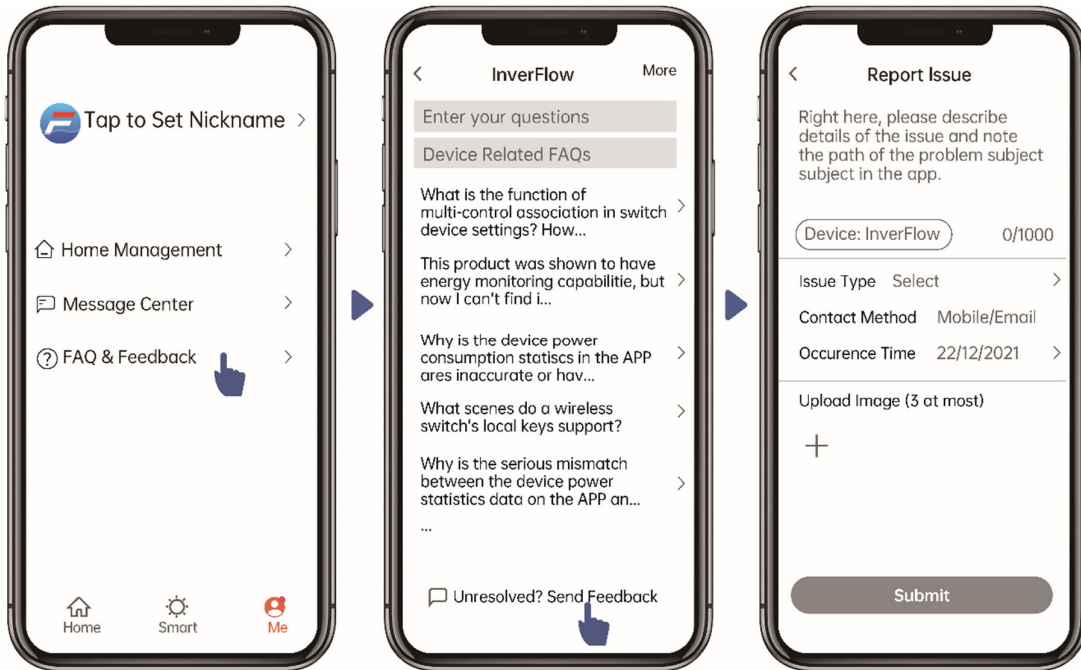 Tap to Set Nickname
Home Management
Message Center
FAQ & Feedback
Home
Smart
Me
InverFlow
More
Enter your questions
Device Related FAQs
What is the function of
multi-control association in switch
device settings? How...
This product was shown to have
energy monitoring capabilitie, but
now I can't find i...
Why is the device power
consumption statiscs in the APP
ares inaccurate or hav...
What scenes do a wireless
switch's local keys support?
Why is the serious mismatch
between the device power
statistics data on the APP an...
...
Unresolved? Send Feedback
Report Issue
Right here, please describe
details of the issue and note
the path of the problem subject
subject in the app.
Device: InverFlow
0/1000
Issue Type Select
Contact Method Mobile/Email
Occurence Time 22/12/2021
Upload Image (3 at most)
Submit